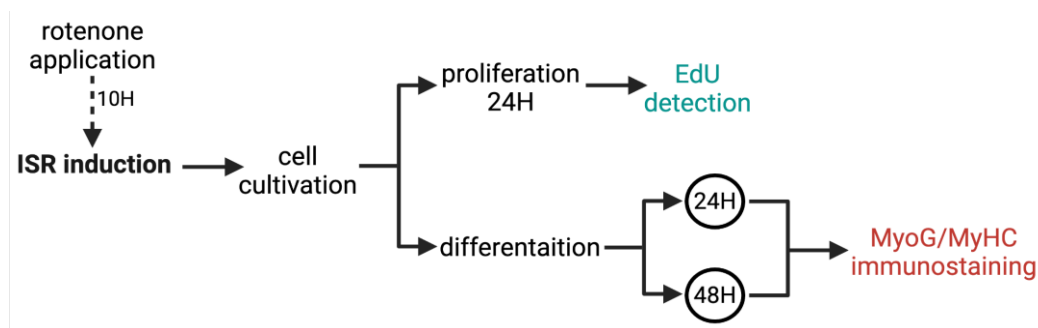 rotenone
application
10H
ISR induction
cell
cultivation
proliferation
24H
EdU
detection
differentaition
24H
48H
MyoG/MyHC
immunostaining